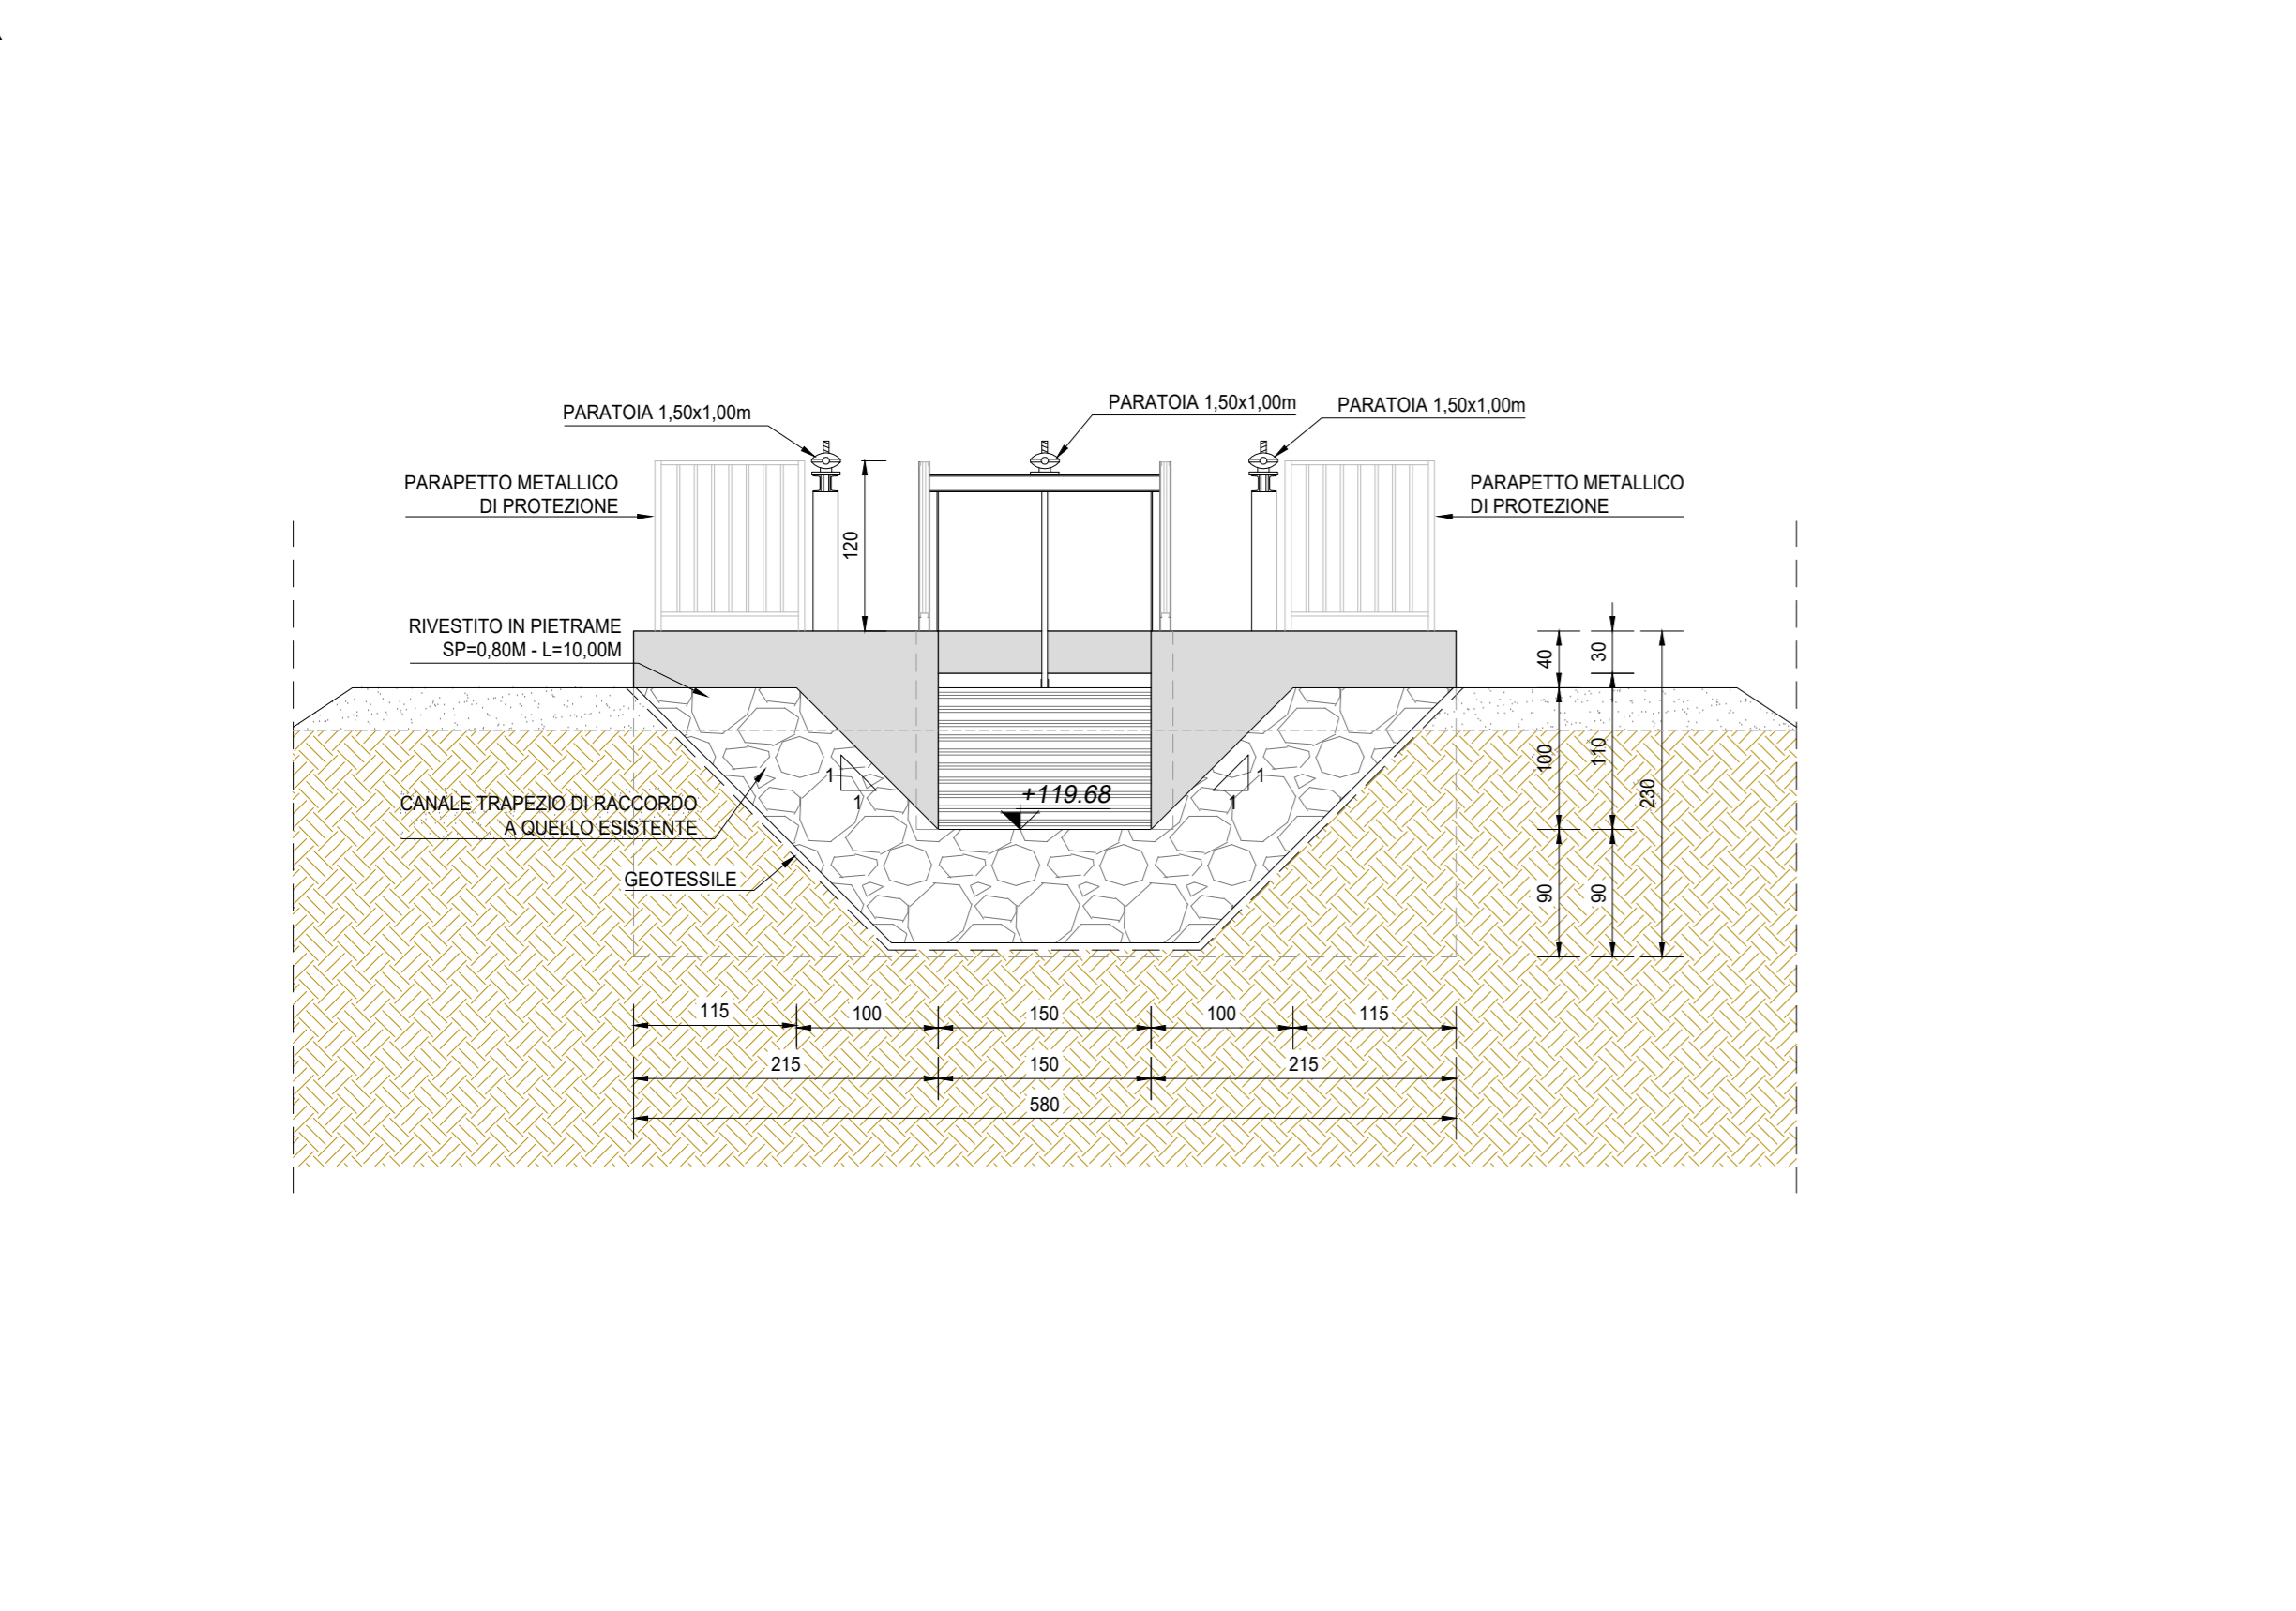 PARATOIA 1,50x1,00m
PARATOIA 1,50x1,00m
PARATOIA 1,50x1,00m
PARAPETTO METALLICO
DI PROTEZIONE
PARAPETTO METALLICO
DI PROTEZIONE
120
RIVESTITO IN PIETRAME
SP=0,80M - L=10,00M
40
30
100
110
230
1
1
1
1
+119.68
CANALE TRAPEZIO DI RACCORDO
A QUELLO ESISTENTE
GEOTESSILE
90
90
115
100
150
100
115
215
150
215
580